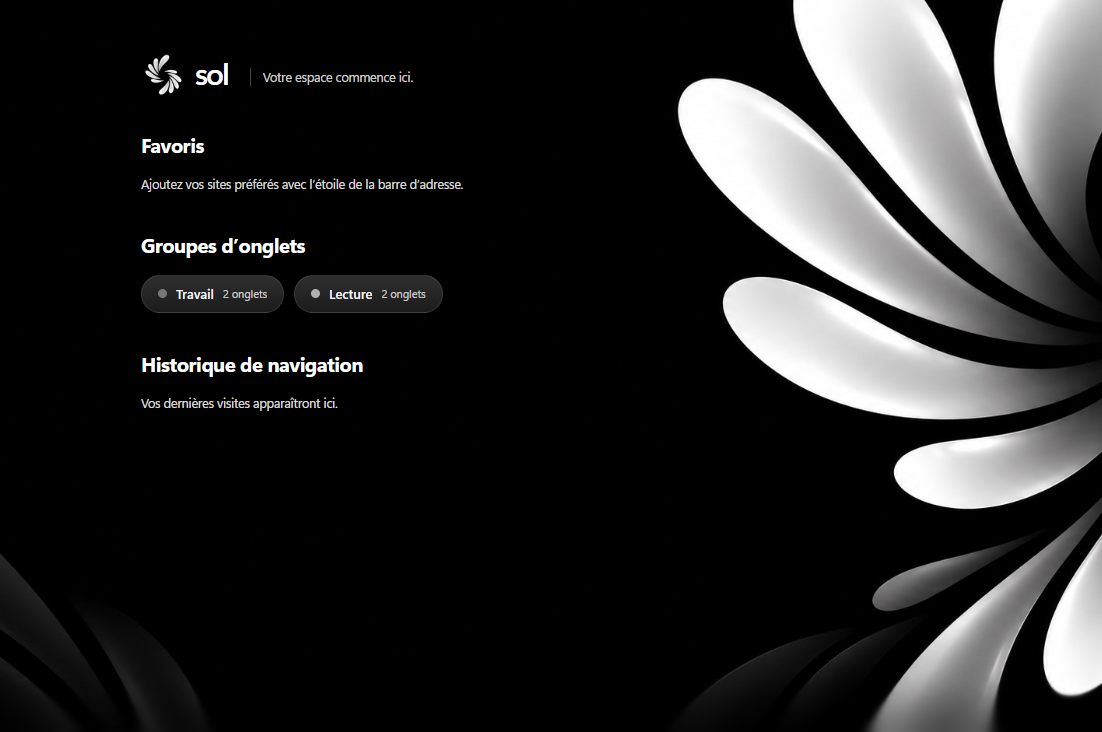 sol
Votre espace commence ici.
Favoris
Ajoutez vos sites préférés avec l’étoile de la barre d’adresse.
Groupes d’onglets
Travail 2 onglets
Lecture 2 onglets
Historique de navigation
Vos dernières visites apparaîtront ici.